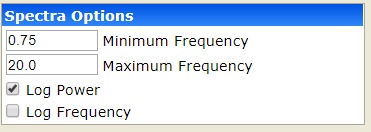 Spectra Options
0.75 Minimum Frequency
20.0 Maximum Frequency
Log Power
Log Frequency